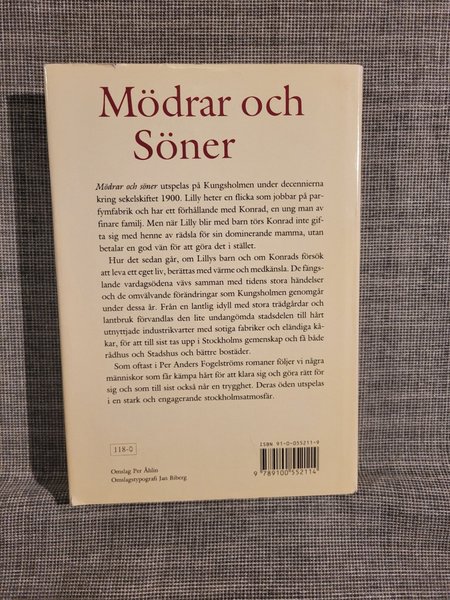 Mödrar och
Söner
Mödrar och söner utspelas på Kungsholmen under decennierna
kring sekelskiftet 1900. Lilly heter en flicka som jobbar på par-
fymfabrik och har ett förhållande med Konrad, en ung man av
finare familj. Men när Lilly blir med barn törs Konrad inte gif-
ta sig med henne av rädsla för sin dominerande mamma, utan
betalar en god vän för att göra det i stället.
Hur det sedan går, om Lillys barn och om Konrads försök
att leva ett eget liv, berättas med värme och medkänsla. De fängs-
lande vardagsödena vävs samman med tidens stora händelser
och de omvälvande förändringar som Kungsholmen genomgår
under dessa år. Från en lantlig idyll med stora trädgårdar och
lantbruk förvandlas den lite undangömda stadsdelen till hårt
utnyttjade industrikvarter med sotiga fabriker och eländiga kå-
kar, för att till sist tas upp i Stockholms gemenskap och få både
rådhus och Stadshus och bättre bostäder.
Som oftast i Per Anders Fogelströms romaner följer vi några
människor som får kämpa hårt för att klara sig och göra rätt för
sig och som till sist också når en trygghet. Deras öden utspelas
i en stark och engagerande stockholmsatmosfär.
118-0
Omslag Per Åhlin
Omslagstypografi Jan Biberg
ISBN 91-0-055211-9
9 789100 552114